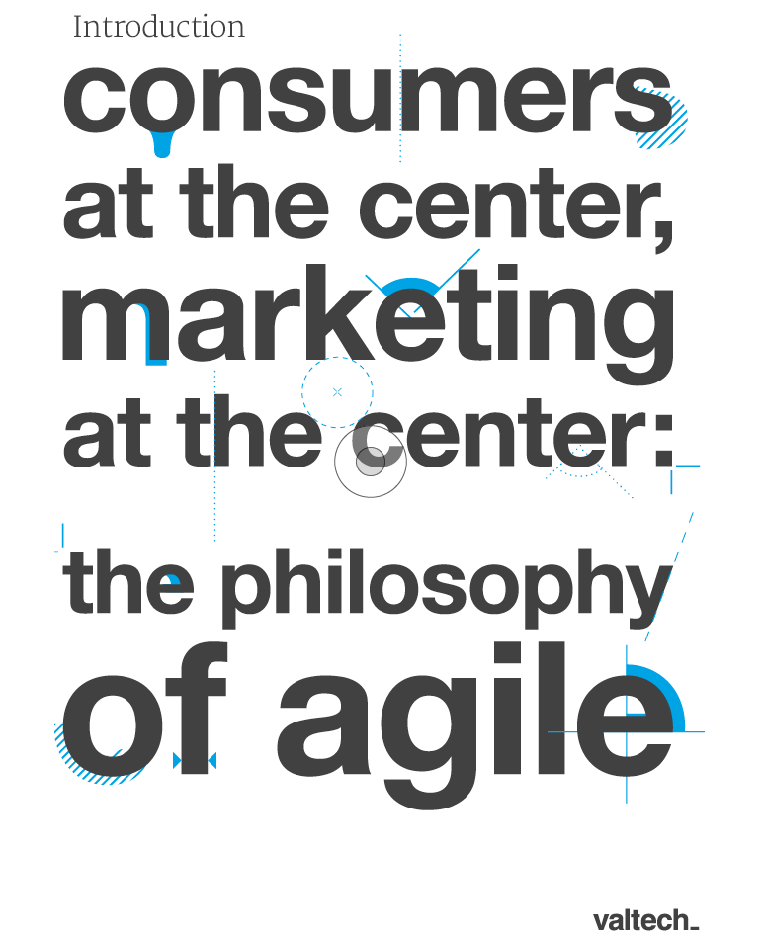 Introduction
consumers
at the center,
marketing
at the center:
the philosophy
of agile
valtech_